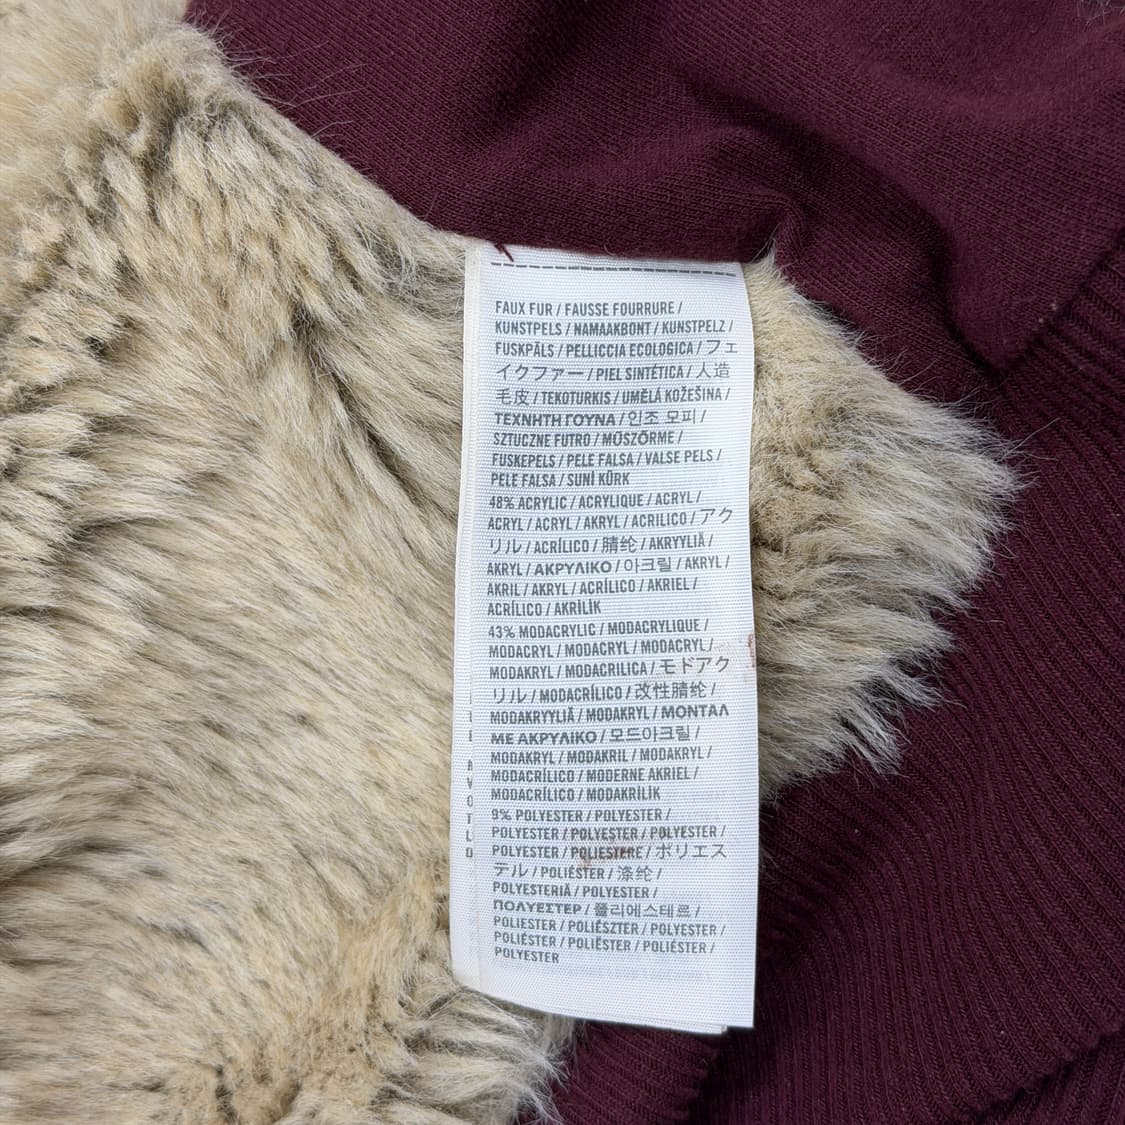 FAUX FUR / FAUSSE FOURRURE /
KUNSTPELS / NAMAAKBONT / KUNSTPELZ /
FUSKPÄLS / PELLICCIA ECOLOGICA / フェ
イクファー / PIEL SINTÉTICA / 人造
毛皮 / TEKOTURKIS / UMĚLÁ KOŽEŠINA /
ΤΕΧΝΗΤΗ ΓΟΥΝΑ / 인조 모피 /
SZTUCZNE FUTRO / MŰSZŐRME /
FUSKEPELS / PELE FALSA / VALSE PELS /
PELE FALSA / SUNİ KÜRK
48% ACRYLIC / ACRYLIQUE / ACRYL /
ACRYL / ACRYL / AKRYL / ACRILICO / アク
リル / ACRÍLICO / 腈纶 / AKRYYLIÄ /
AKRYL / ΑΚΡΥΛΙΚΟ / 아크릴 / AKRYL /
AKRIL / AKRYL / ACRÍLICO / AKRIEL /
ACRÍLICO / AKRİLİK
43% MODACRYLIC / MODACRYLIQUE /
MODACRYL / MODACRYL / MODACRYL /
MODAKRYL / MODACRILICA / モドアク
リル / MODACRÍLICO / 改性腈纶 /
MODAKRYYLIÄ / MODAKRYL / ΜΟΝΤΑΛ
ΜΕ ΑΚΡΥΛΙΚΟ / 모드아크릴 /
MODAKRYL / MODAKRIL / MODAKRYL /
MODACRÍLICO / MODERNE AKRIEL /
MODACRÍLICO / MODAKRİLİK
9% POLYESTER / POLYESTER /
POLYESTER / POLYESTER / POLYESTER /
POLYESTER / POLIESTERE / ポリエス
テル / POLIÉSTER / 涤纶 /
POLYESTERIÄ / POLYESTER /
ΠΟΛΥΕΣΤΕΡ / 폴리에스테르 /
POLIESTER / POLIÉSZTER / POLYESTER /
POLIÉSTER / POLIËSTER / POLIÉSTER /
POLYESTER